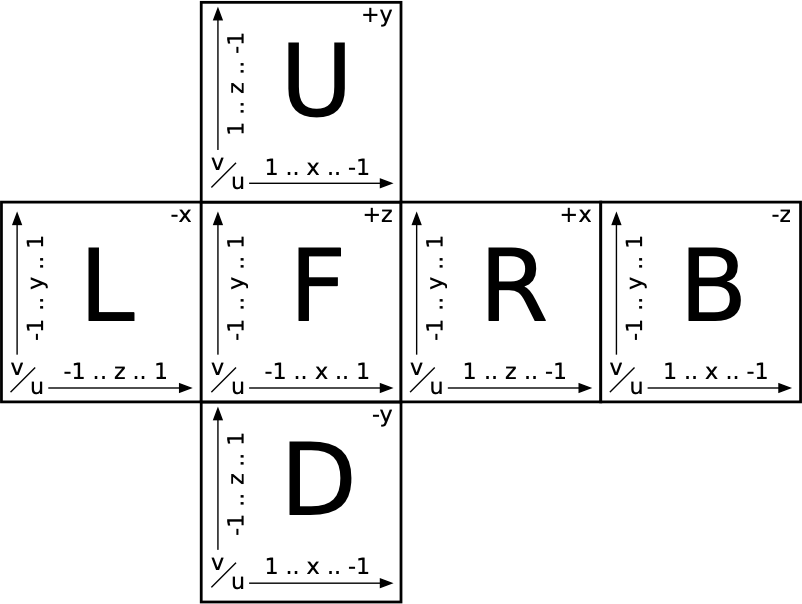 +y
U
1 .. z .. -1
v/u
1 .. x .. -1
-x
L
-1 .. y .. 1
v/u
-1 .. z .. 1
+z
F
-1 .. y .. 1
v/u
-1 .. x .. 1
+x
R
-1 .. y .. 1
v/u
1 .. z .. -1
-z
B
-1 .. y .. 1
v/u
1 .. x .. -1
-y
D
-1 .. z .. 1
v/u
1 .. x .. -1